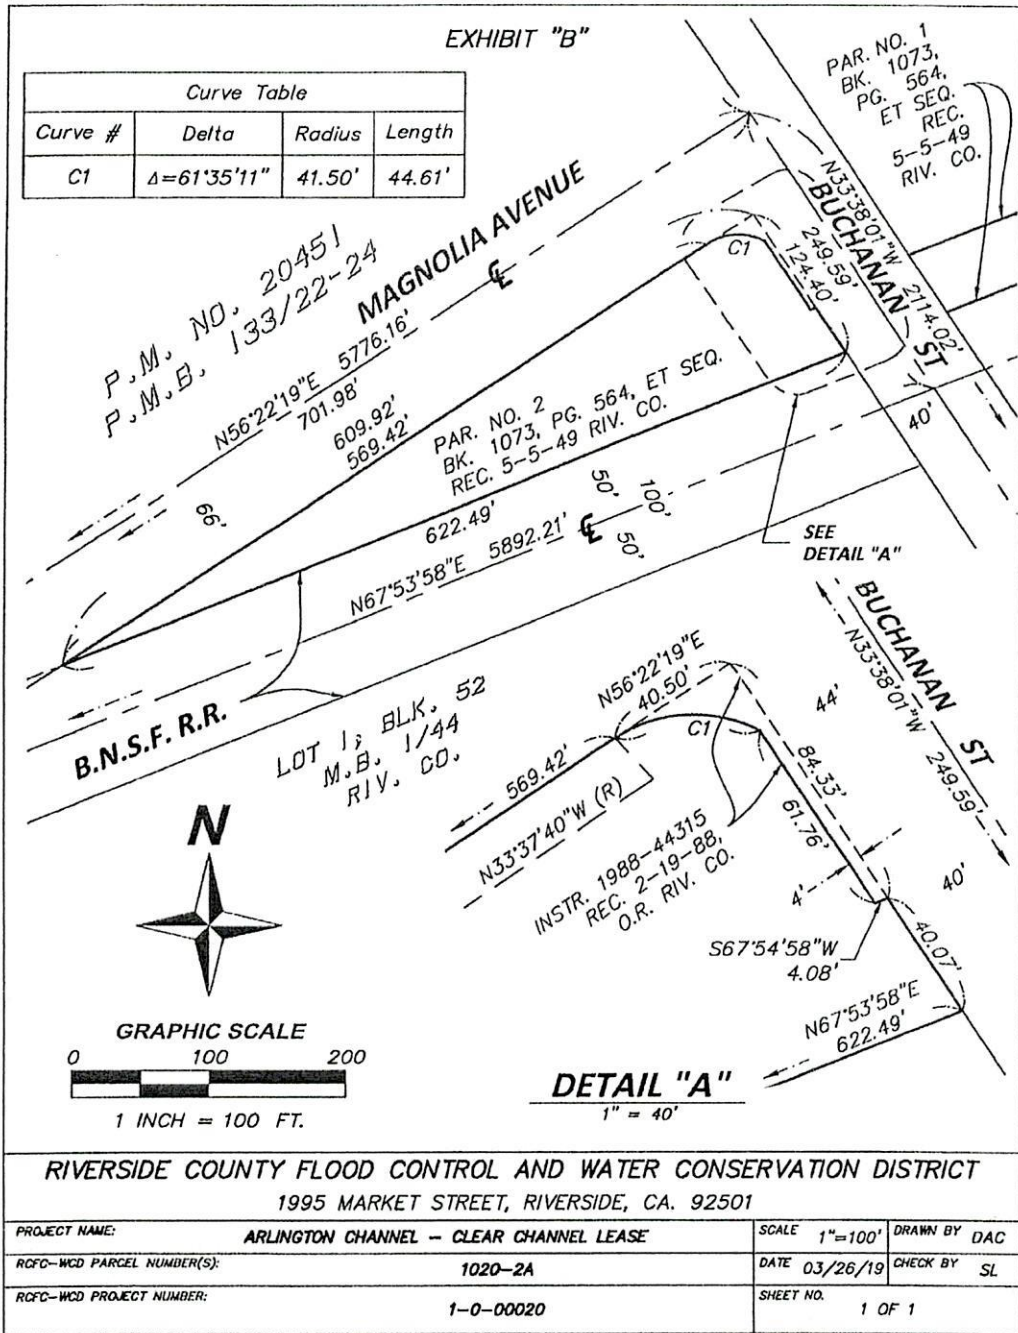 EXHIBIT "B"
Curve Table
Curve # Delta Radius Length
C1 Δ=61°35'11" 41.50' 44.61'
PAR. NO. 1
BK. 1073,
PG. 564,
ET SEQ.
REC.
5-5-49
RIV. CO.
P.M. NO. 20451
P.M.B. 133/22-24
MAGNOLIA AVENUE
℄
N56°22'19"E 5776.16'
701.98'
609.92'
569.42'
66'
N33°38'01"W 2114.02'
BUCHANAN ST
249.59'
124.40'
C1
PAR. NO. 2
BK. 1073, PG. 564, ET SEQ.
REC. 5-5-49 RIV. CO.
622.49'
50'
100'
℄
50'
40'
N67°53'58"E 5892.21'
SEE
DETAIL "A"
B.N.S.F. R.R.
LOT 1, BLK. 52
M.B. 1/44
RIV. CO.
BUCHANAN ST
N33°38'01"W 249.59'
N56°22'19"E
40.50'
44'
C1
569.42'
84.33'
61.76'
N33°37'40"W (R)
INSTR. 1988-44315
REC. 2-19-88,
O.R. RIV. CO.
4'
40'
S67°54'58"W
4.08'
40.07'
N67°53'58"E
622.49'
N
GRAPHIC SCALE
0 100 200
1 INCH = 100 FT.
DETAIL "A"
1" = 40'
RIVERSIDE COUNTY FLOOD CONTROL AND WATER CONSERVATION DISTRICT
1995 MARKET STREET, RIVERSIDE, CA. 92501
PROJECT NAME: ARLINGTON CHANNEL - CLEAR CHANNEL LEASE
SCALE 1"=100' DRAWN BY DAC
RCFC-WCD PARCEL NUMBER(S): 1020-2A
DATE 03/26/19 CHECK BY SL
RCFC-WCD PROJECT NUMBER: 1-0-00020
SHEET NO. 1 OF 1